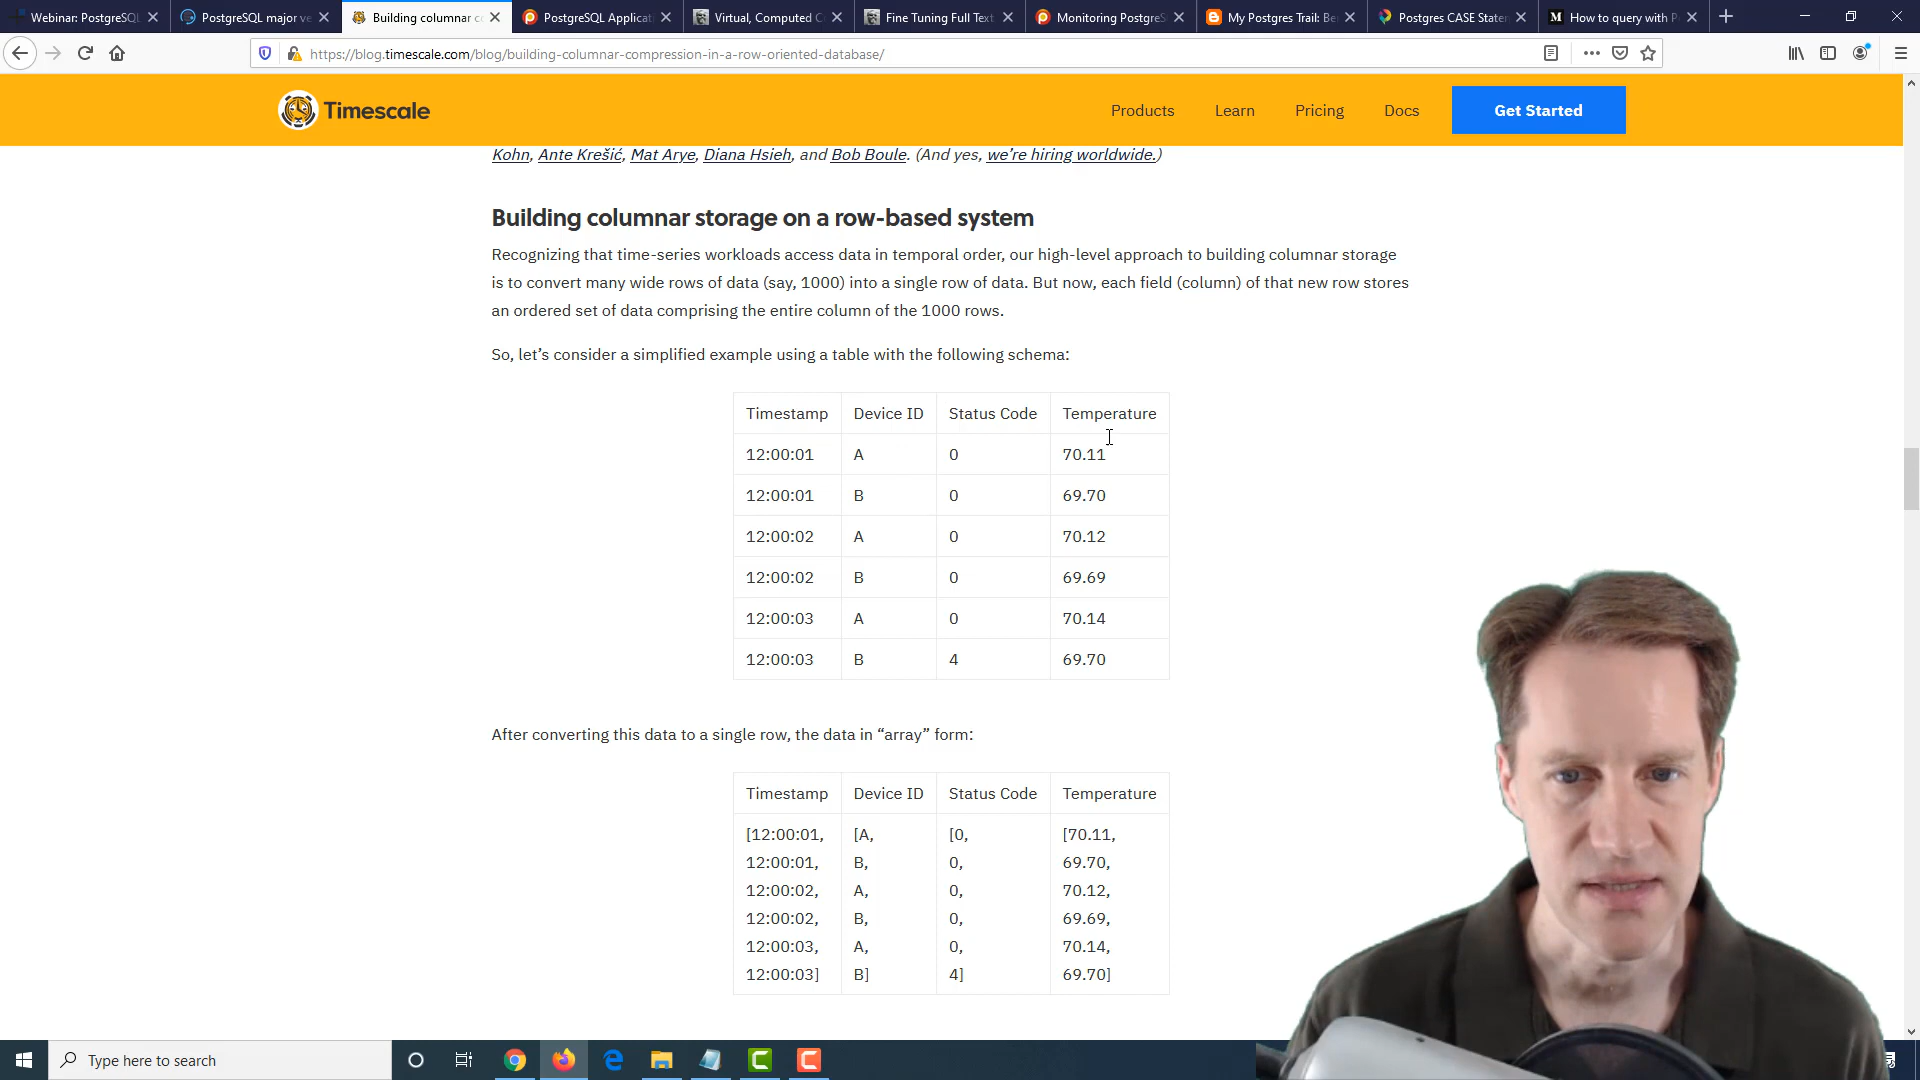 Webinar: PostgreSQL
PostgreSQL major ve
Building columnar co
PostgreSQL Applicat
Virtual, Computed C
Fine Tuning Full Text
Monitoring PostgreS
My Postgres Trail: Be
Postgres CASE Stater
How to query with P
https://blog.timescale.com/blog/building-columnar-compression-in-a-row-oriented-database/
Timescale
Products
Learn
Pricing
Docs
Get Started
Kohn, Ante Krešić, Mat Arye, Diana Hsieh, and Bob Boule. (And yes, we’re hiring worldwide.)
Building columnar storage on a row-based system
Recognizing that time-series workloads access data in temporal order, our high-level approach to building columnar storage
is to convert many wide rows of data (say, 1000) into a single row of data. But now, each field (column) of that new row stores
an ordered set of data comprising the entire column of the 1000 rows.
So, let’s consider a simplified example using a table with the following schema:
Timestamp Device ID Status Code Temperature
12:00:01 A 0 70.11
12:00:01 B 0 69.70
12:00:02 A 0 70.12
12:00:02 B 0 69.69
12:00:03 A 0 70.14
12:00:03 B 4 69.70
After converting this data to a single row, the data in “array” form:
Timestamp Device ID Status Code Temperature
[12:00:01, [A, [0, [70.11,
12:00:01, B, 0, 69.70,
12:00:02, A, 0, 70.12,
12:00:02, B, 0, 69.69,
12:00:03, A, 0, 70.14,
12:00:03] B] 4] 69.70]
Type here to search